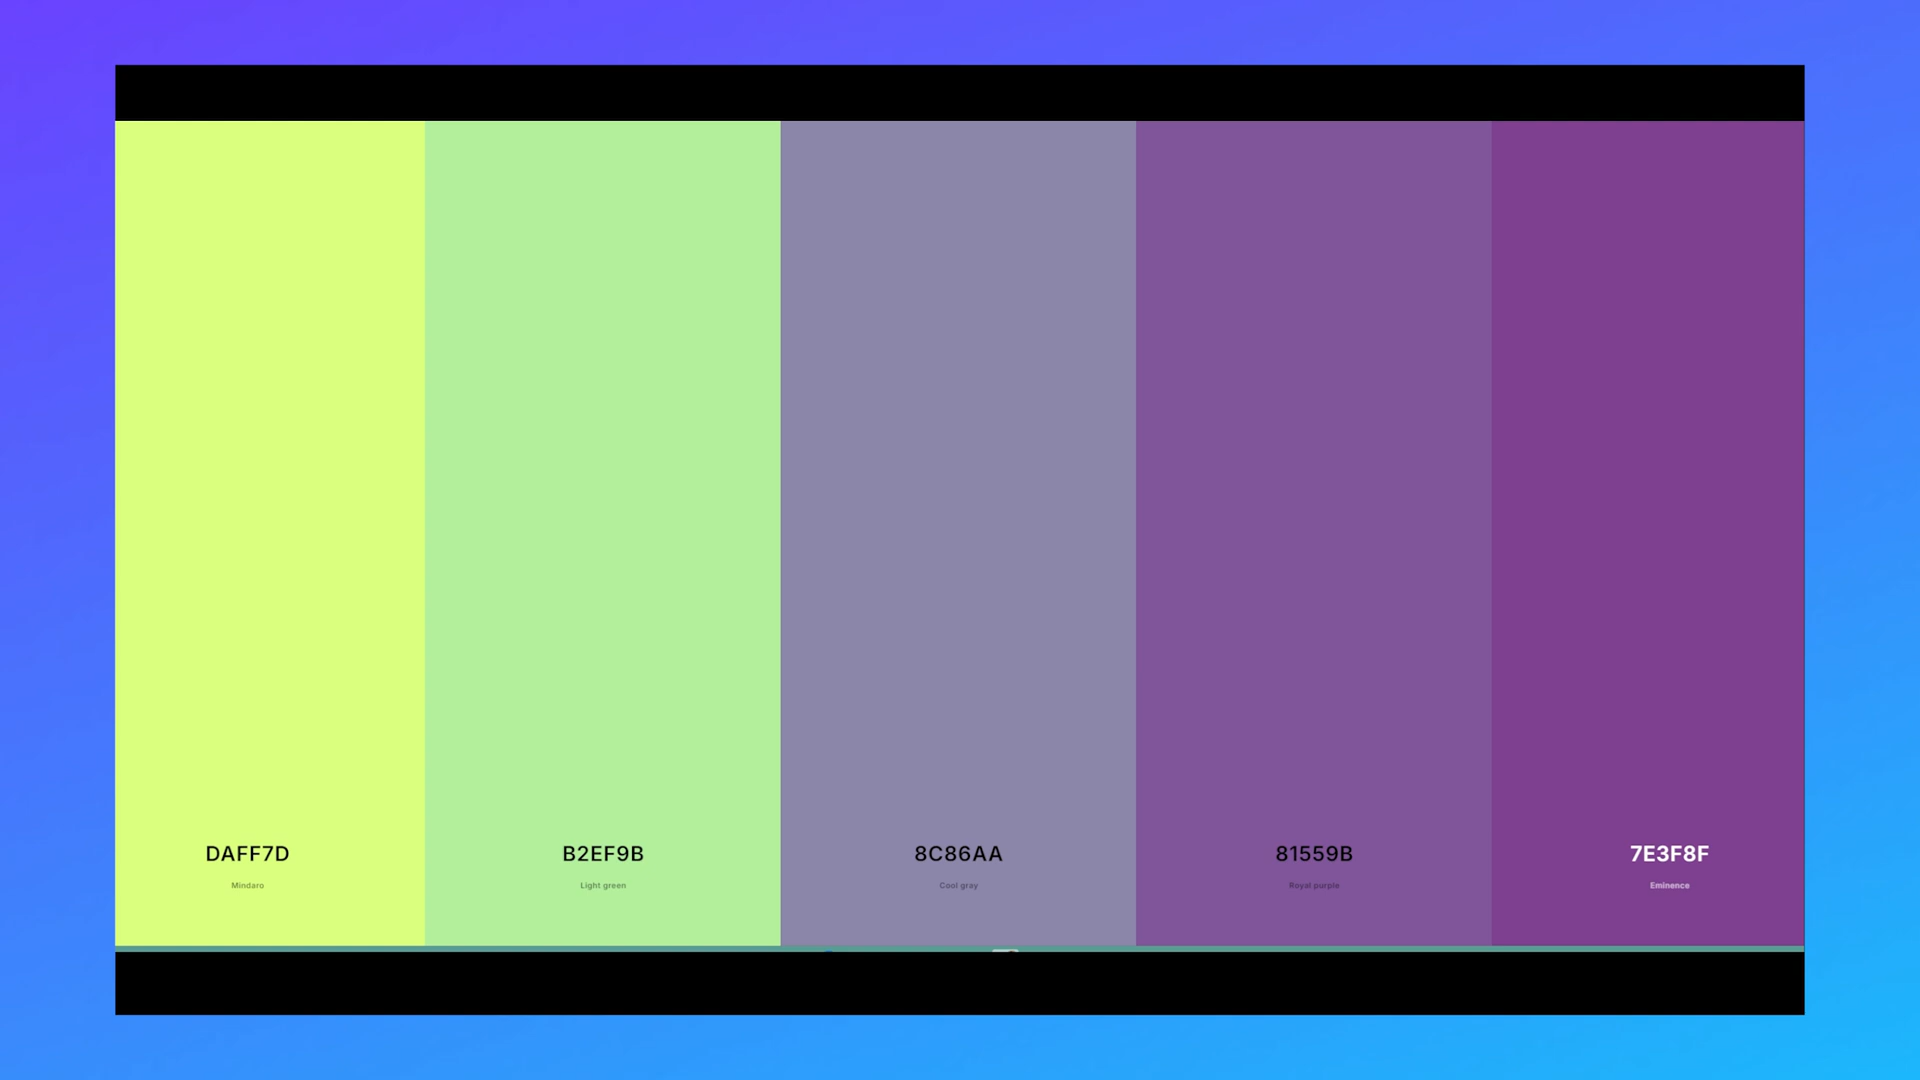 DAFF7D
Mindaro
B2EF9B
Light green
8C86AA
Cool gray
81559B
Royal purple
7E3F8F
Eminence